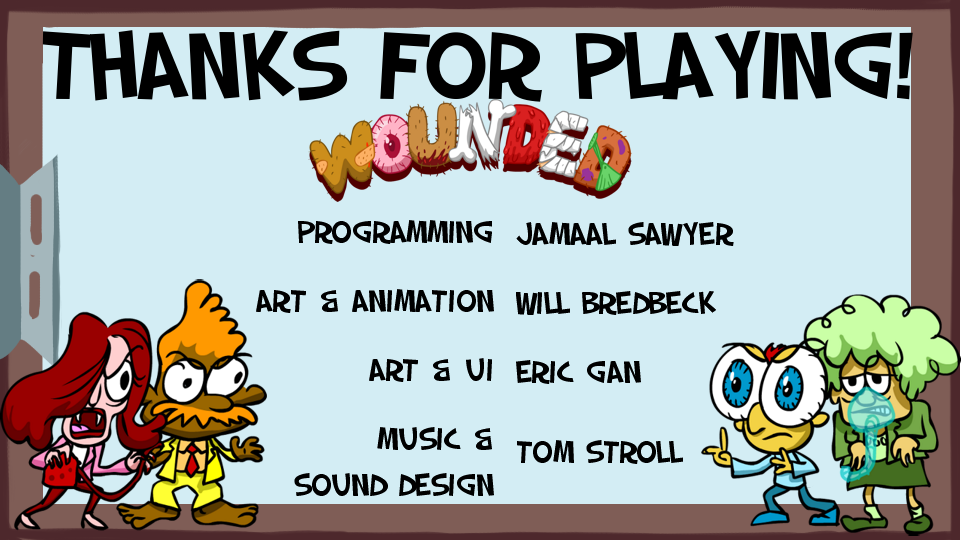 THANKS FOR PLAYING!
WOUNDED
PROGRAMMING JAMAAL SAWYER
ART & ANIMATION WILL BREDBECK
ART & UI ERIC GAN
MUSIC &
SOUND DESIGN TOM STROLL